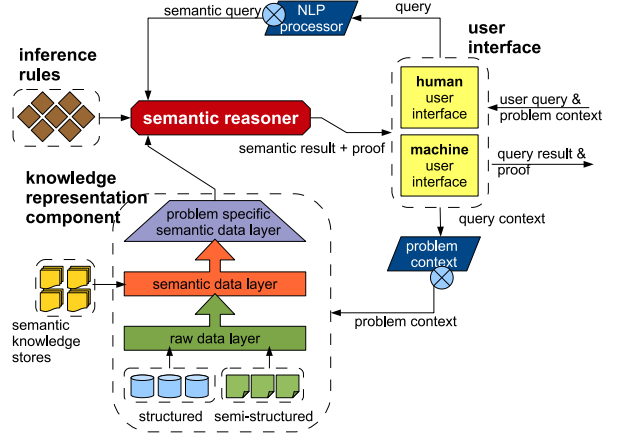 semantic query
NLP
processor
query
user
interface
inference
rules
human
user
interface
user query &
problem context
semantic reasoner
semantic result + proof
machine
user
interface
query result &
proof
knowledge
representation
component
problem specific
semantic data layer
query context
problem
context
semantic data layer
semantic
knowledge
stores
raw data layer
problem context
structured
semi-structured